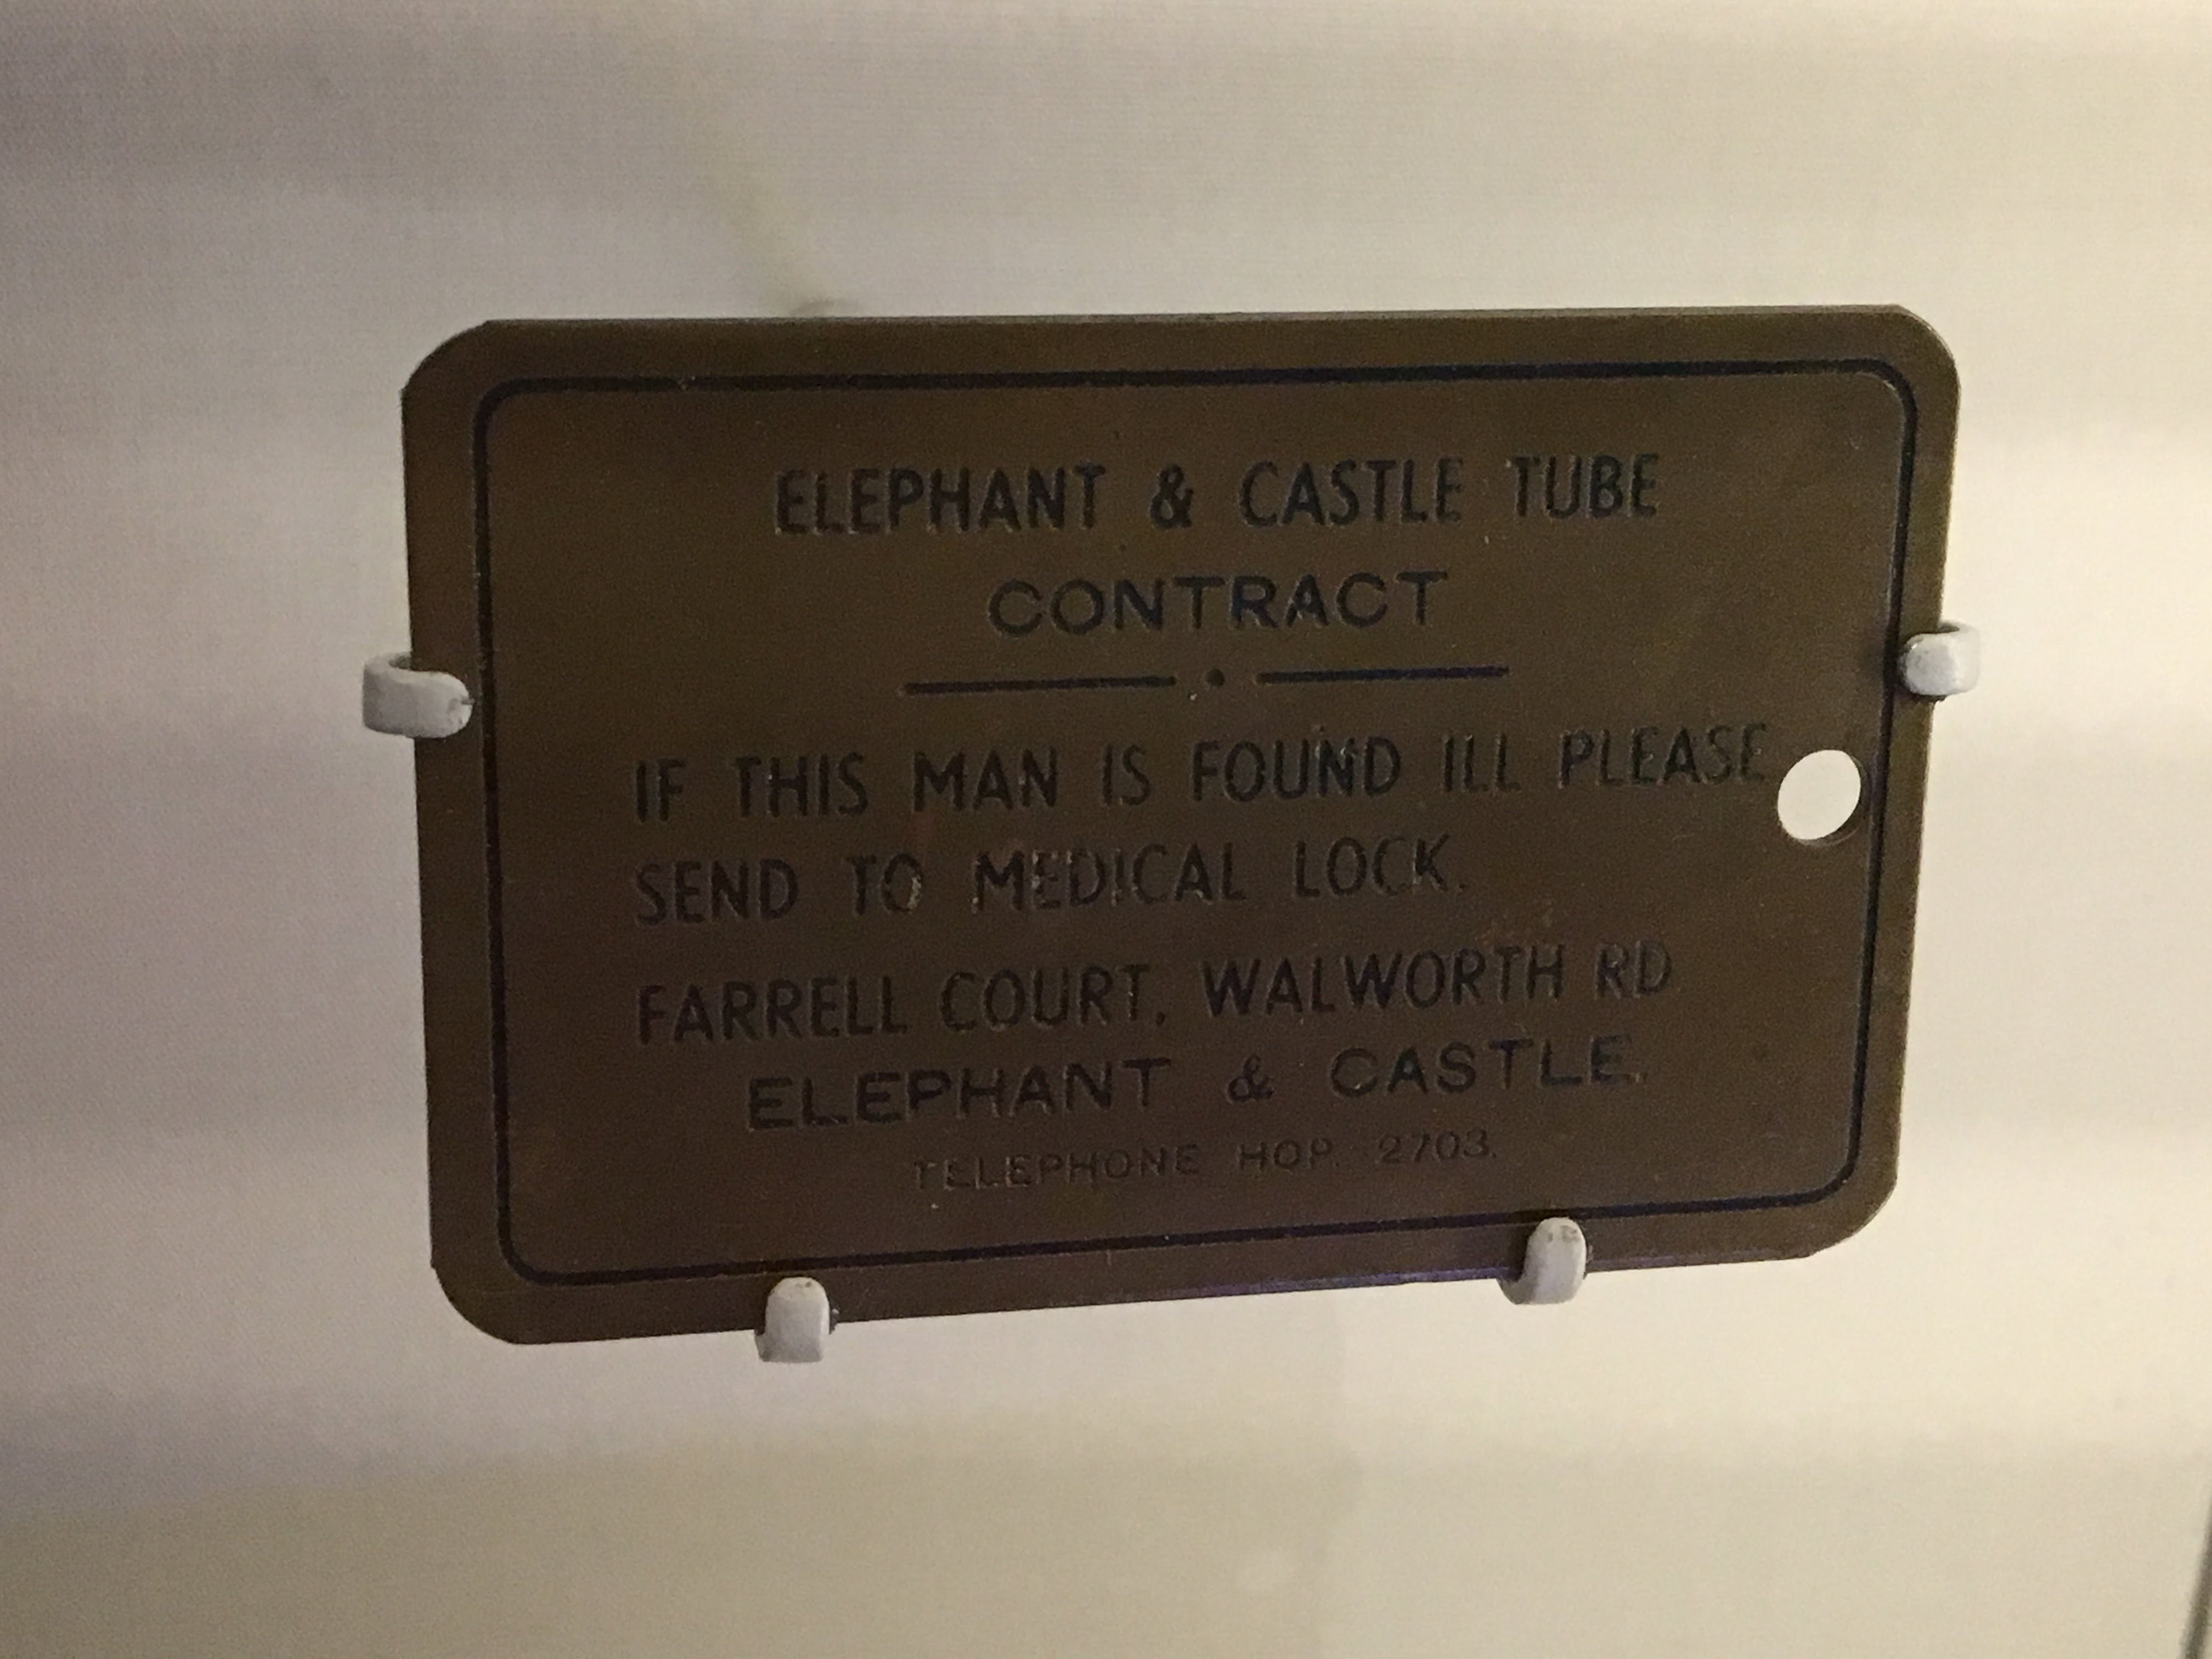 ELEPHANT & CASTLE TUBE
CONTRACT
IF THIS MAN IS FOUND ILL PLEASE
SEND TO MEDICAL LOCK.
FARRELL COURT, WALWORTH RD
ELEPHANT & CASTLE.
TELEPHONE HOP. 2703.